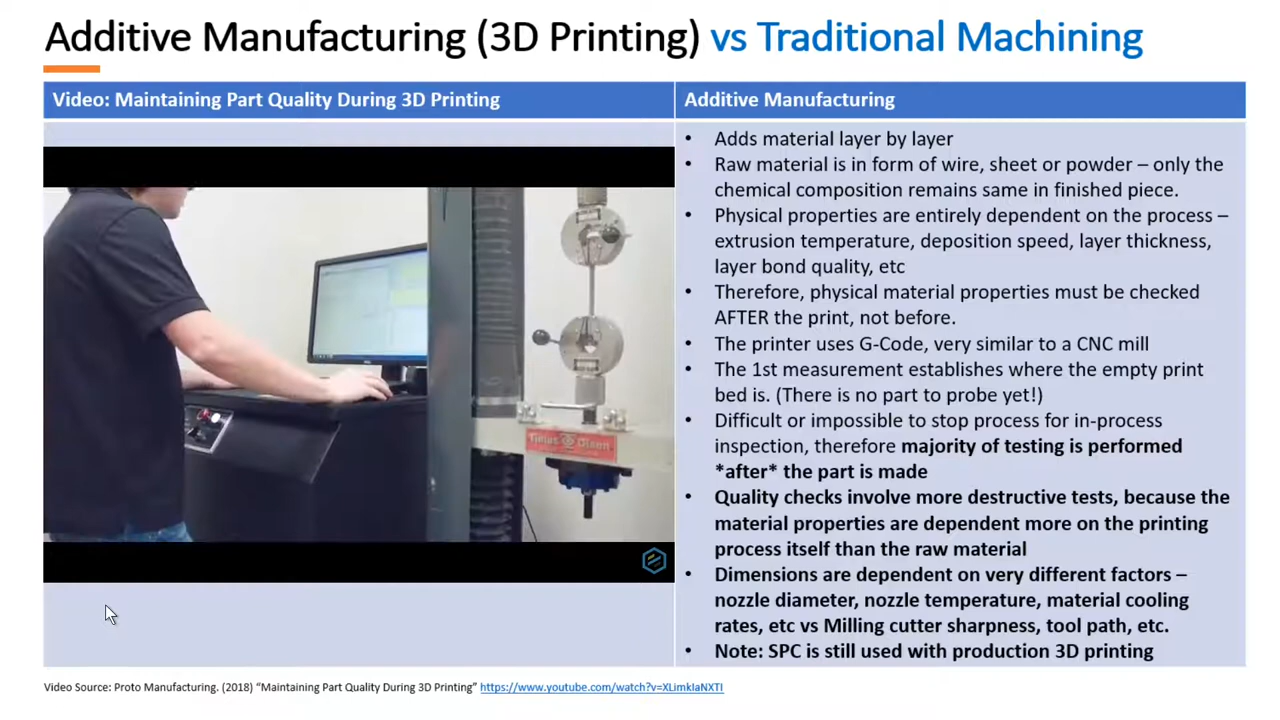 Additive Manufacturing (3D Printing) vs Traditional Machining
Video: Maintaining Part Quality During 3D Printing
Tinius Olsen
Additive Manufacturing
• Adds material layer by layer
• Raw material is in form of wire, sheet or powder – only the
chemical composition remains same in finished piece.
• Physical properties are entirely dependent on the process –
extrusion temperature, deposition speed, layer thickness,
layer bond quality, etc
• Therefore, physical material properties must be checked
AFTER the print, not before.
• The printer uses G-Code, very similar to a CNC mill
• The 1st measurement establishes where the empty print
bed is. (There is no part to probe yet!)
• Difficult or impossible to stop process for in-process
inspection, therefore majority of testing is performed
*after* the part is made
• Quality checks involve more destructive tests, because the
material properties are dependent more on the printing
process itself than the raw material
• Dimensions are dependent on very different factors –
nozzle diameter, nozzle temperature, material cooling
rates, etc vs Milling cutter sharpness, tool path, etc.
• Note: SPC is still used with production 3D printing
Video Source: Proto Manufacturing. (2018) “Maintaining Part Quality During 3D Printing” https://www.youtube.com/watch?v=XLimkIaNXTI